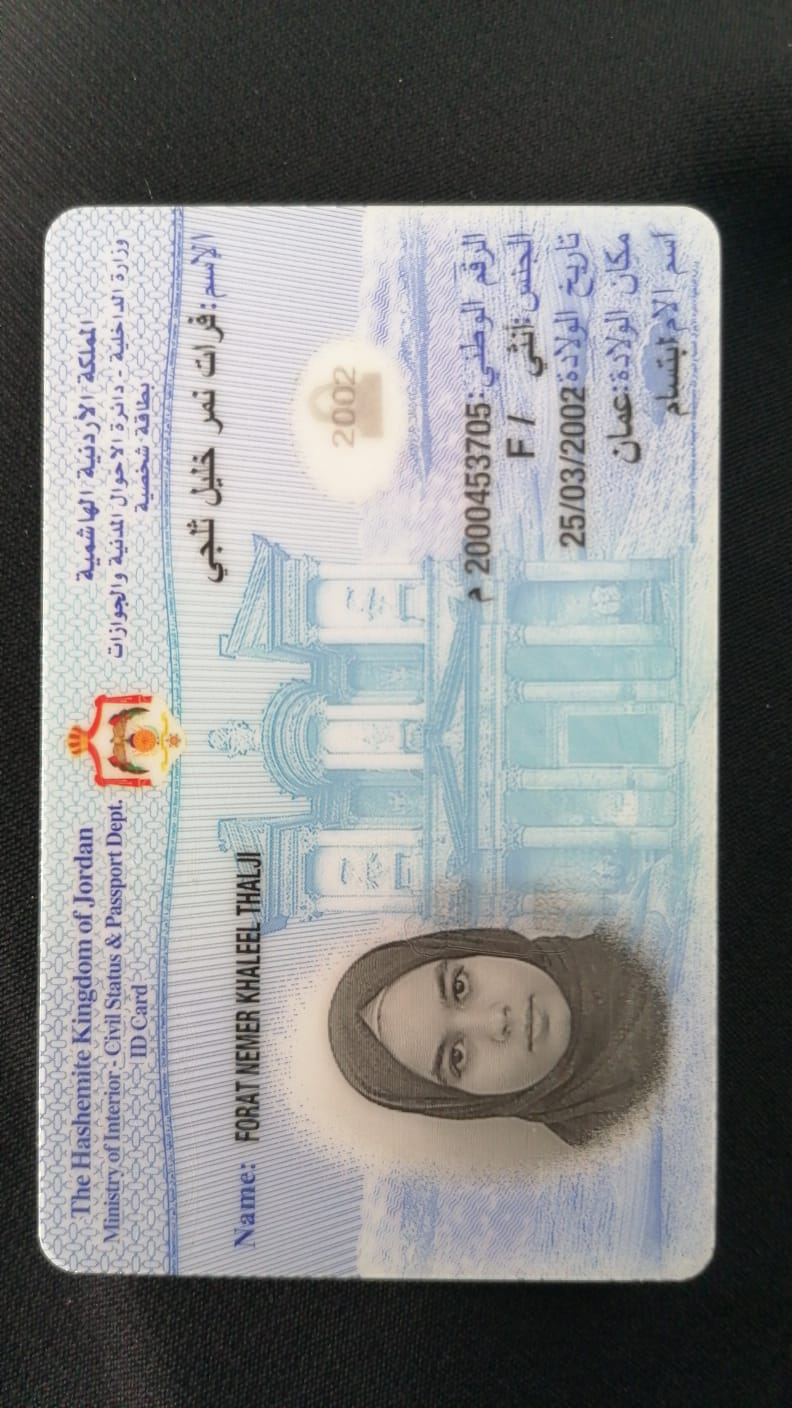 المملكة الأردنية الهاشمية
وزارة الداخلية - دائرة الاحوال المدنية والجوازات
بطاقة شخصية
The Hashemite Kingdom of Jordan
Ministry of Interior - Civil Status & Passport Dept.
ID Card
الإسم: فرات نمر خليل ثلجي
Name: FORAT NEMER KHALEEL THALJI
2002
الرقم الوطني: 2000453705 م
الجنس: أنثى / F
تاريخ الولادة: 25/03/2002
مكان الولادة: عمان
اسم الام: ابتسام